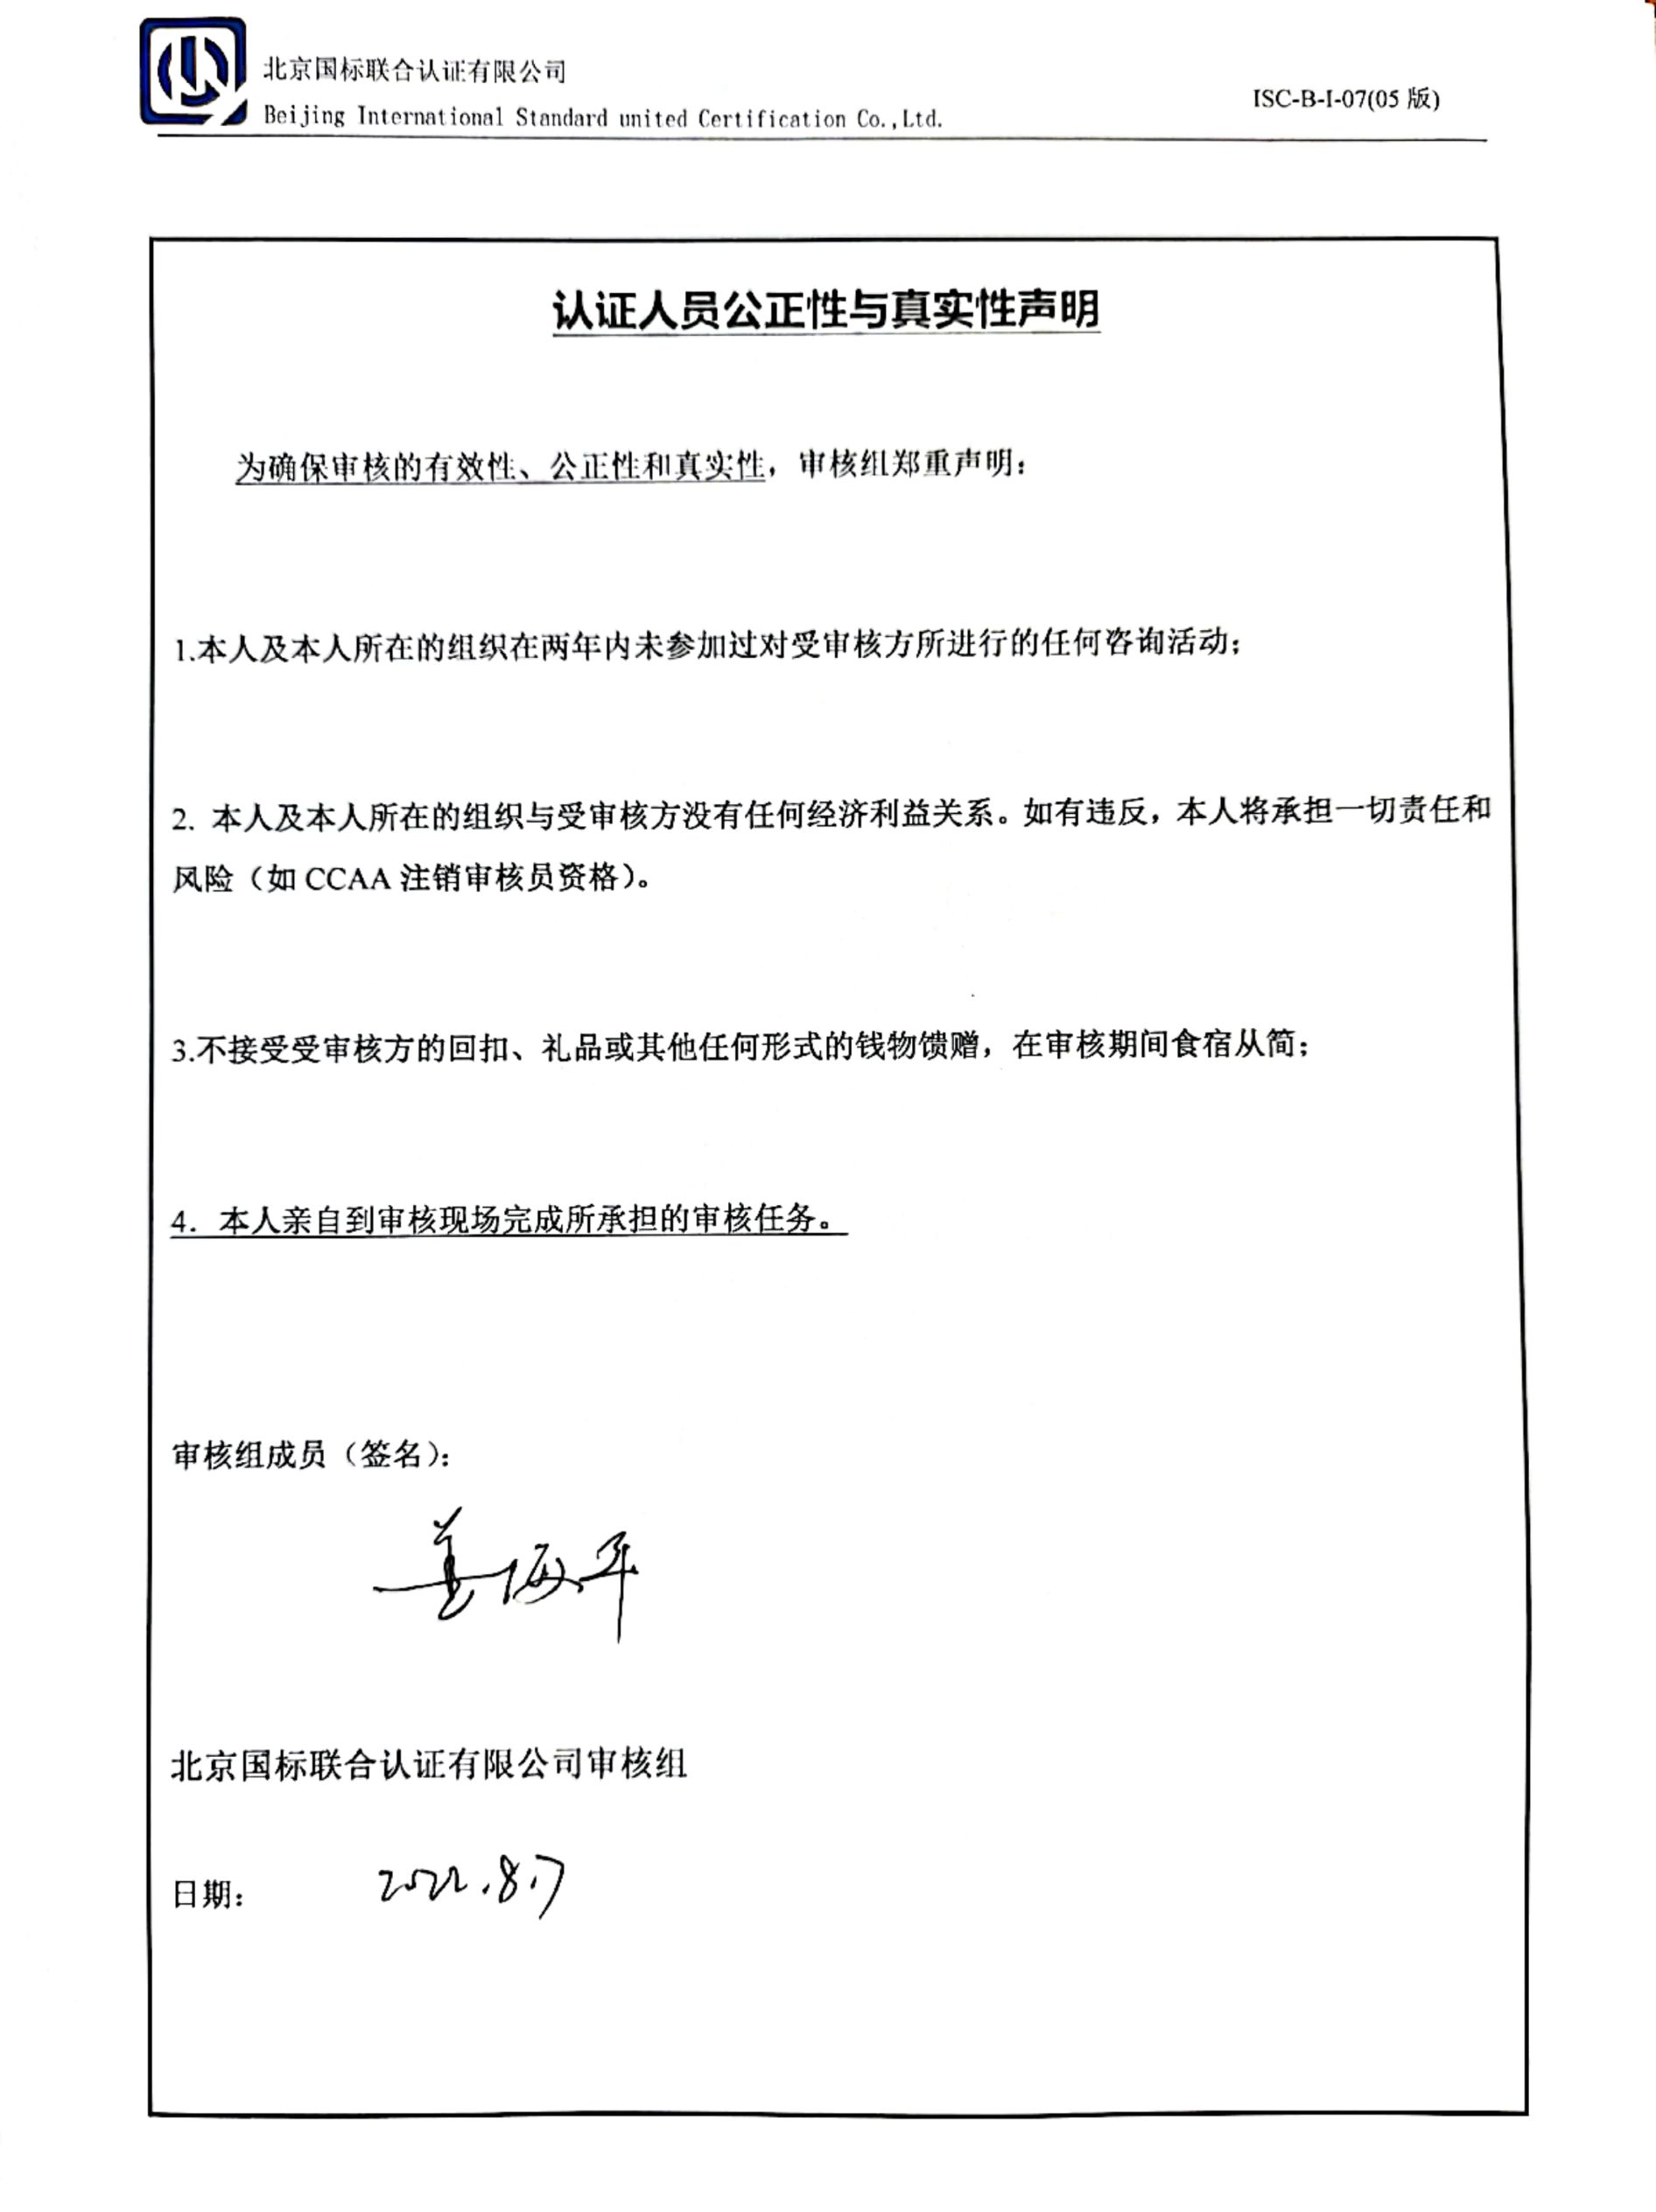 北京国标联合认证有限公司
Beijing International Standard united Certification Co.,Ltd.
ISC-B-I-07(05 版)
认证人员公正性与真实性声明
为确保审核的有效性、公正性和真实性，审核组郑重声明：
1.本人及本人所在的组织在两年内未参加过对受审核方所进行的任何咨询活动；
2. 本人及本人所在的组织与受审核方没有任何经济利益关系。如有违反，本人将承担一切责任和
风险（如 CCAA 注销审核员资格）。
3.不接受受审核方的回扣、礼品或其他任何形式的钱物馈赠，在审核期间食宿从简；
4. 本人亲自到审核现场完成所承担的审核任务。
审核组成员（签名）：
姜海军
北京国标联合认证有限公司审核组
日期： 2022.8.7